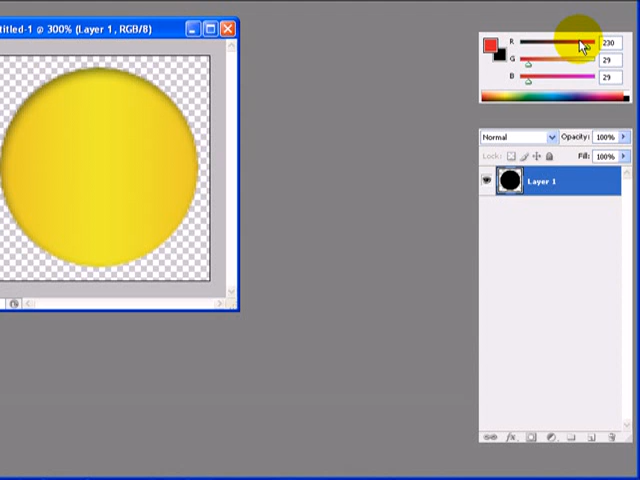 titled-1 @ 300% (Layer 1, RGB/8)
R 230
G 29
B 29
Normal Opacity: 100%
Lock: Fill: 100%
Layer 1